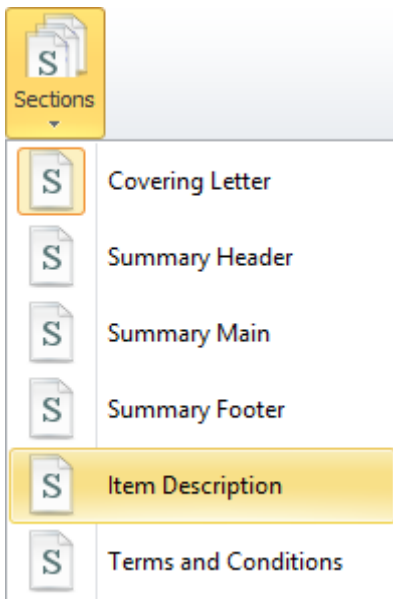 S
Sections
S Covering Letter
S Summary Header
S Summary Main
S Summary Footer
S Item Description
S Terms and Conditions